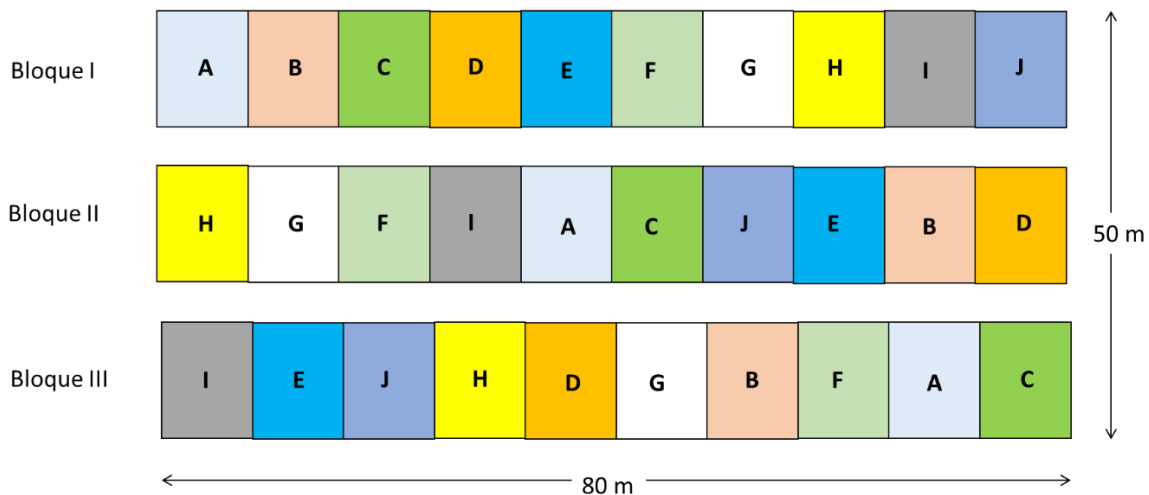 Bloque I A B C D E F G H I J
Bloque II H G F I A C J E B D
50 m
Bloque III I E J H D G B F A C
80 m